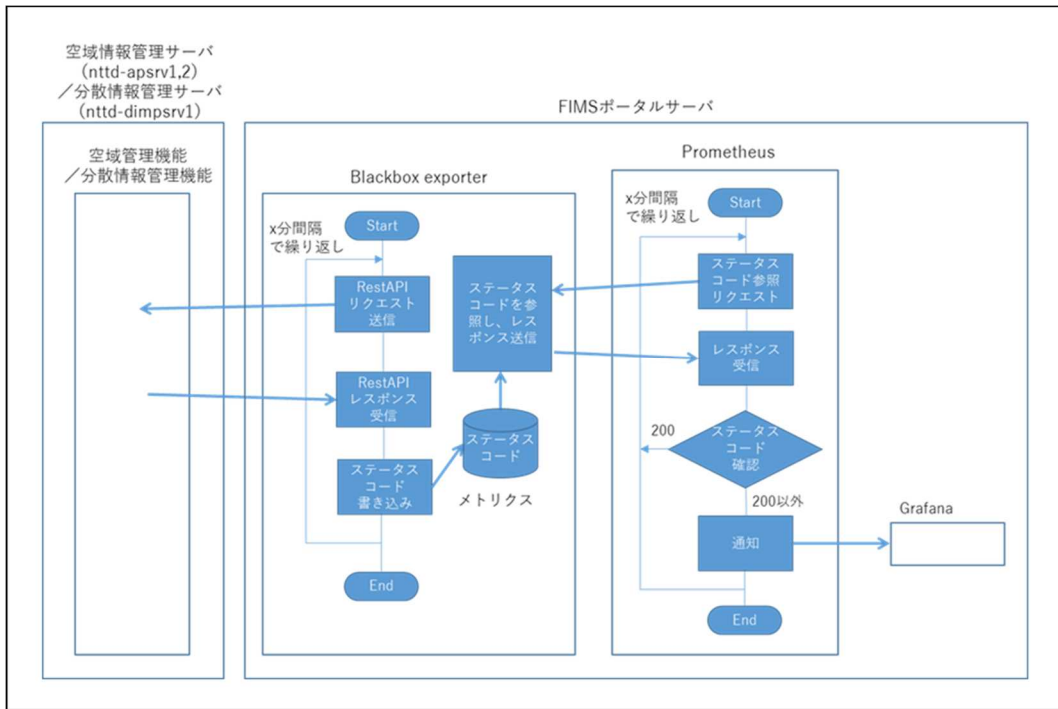 空域情報管理サーバ
(nttd-apsrv1,2)
／分散情報管理サーバ
(nttd-dimpsrv1)
空域管理機能
／分散情報管理機能
FIMSポータルサーバ
Blackbox exporter
x分間隔
で繰り返し
Start
RestAPI
リクエスト
送信
RestAPI
レスポンス
受信
ステータス
コード
書き込み
End
ステータス
コードを参
照し、レス
ポンス送信
ステータス
コード
メトリクス
Prometheus
x分間隔
で繰り返し
Start
ステータス
コード参照
リクエスト
レスポンス
受信
ステータス
コード
確認
200
200以外
通知
End
Grafana